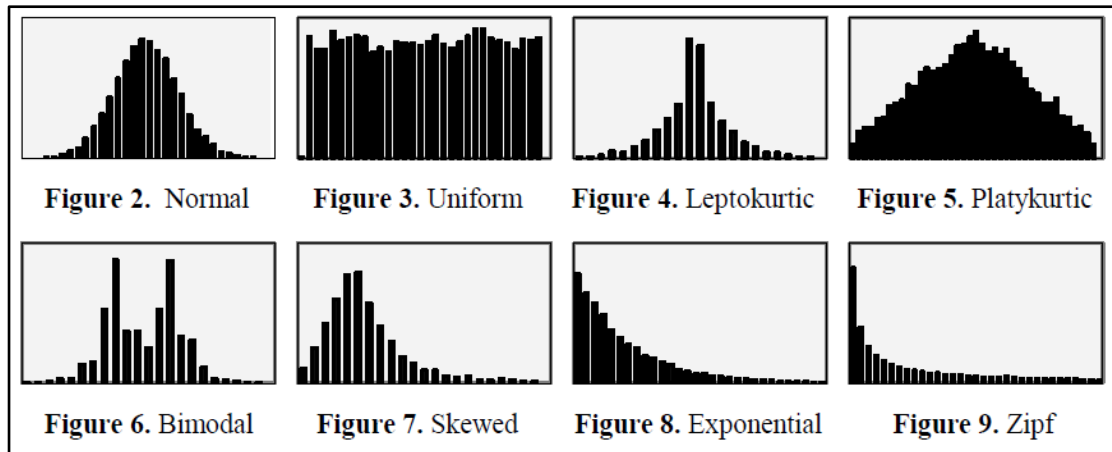 Figure 2. Normal
Figure 3. Uniform
Figure 4. Leptokurtic
Figure 5. Platykurtic
Figure 6. Bimodal
Figure 7. Skewed
Figure 8. Exponential
Figure 9. Zipf